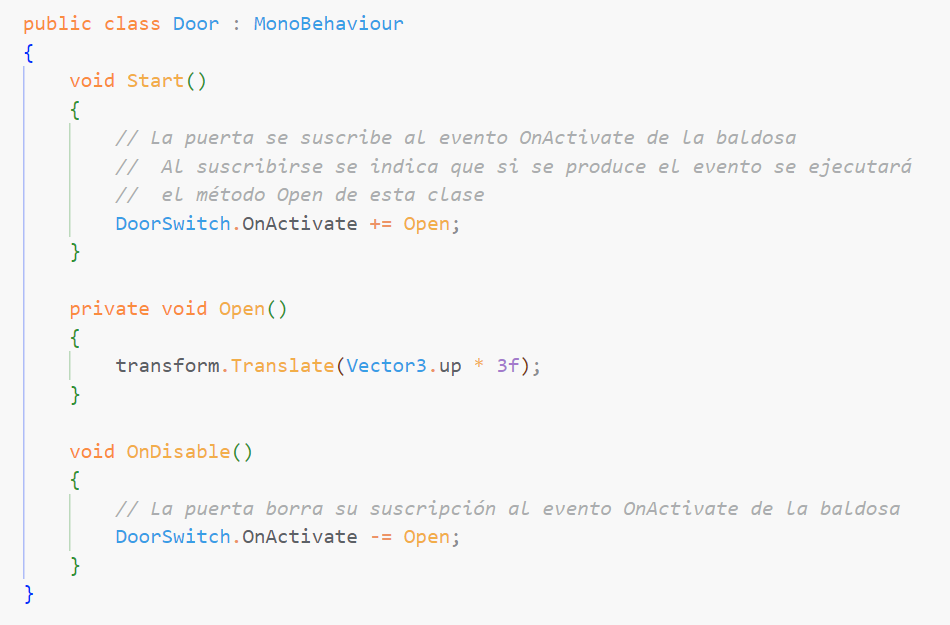 public class Door : MonoBehaviour
{
    void Start()
    {
        // La puerta se suscribe al evento OnActivate de la baldosa
        //  Al suscribirse se indica que si se produce el evento se ejecutará
        //  el método Open de esta clase
        DoorSwitch.OnActivate += Open;
    }

    private void Open()
    {
        transform.Translate(Vector3.up * 3f);
    }

    void OnDisable()
    {
        // La puerta borra su suscripción al evento OnActivate de la baldosa
        DoorSwitch.OnActivate -= Open;
    }
}